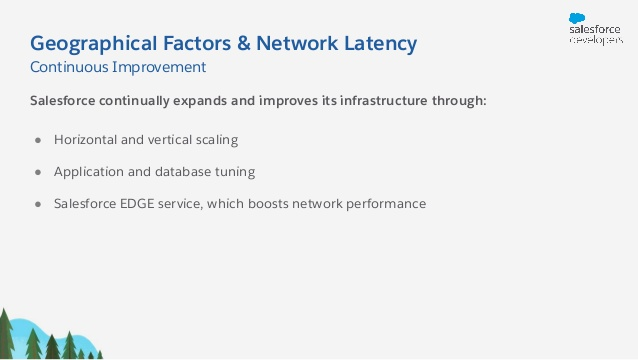 Geographical Factors & Network Latency
Continuous Improvement
salesforce
developers
Salesforce continually expands and improves its infrastructure through:
● Horizontal and vertical scaling
● Application and database tuning
● Salesforce EDGE service, which boosts network performance